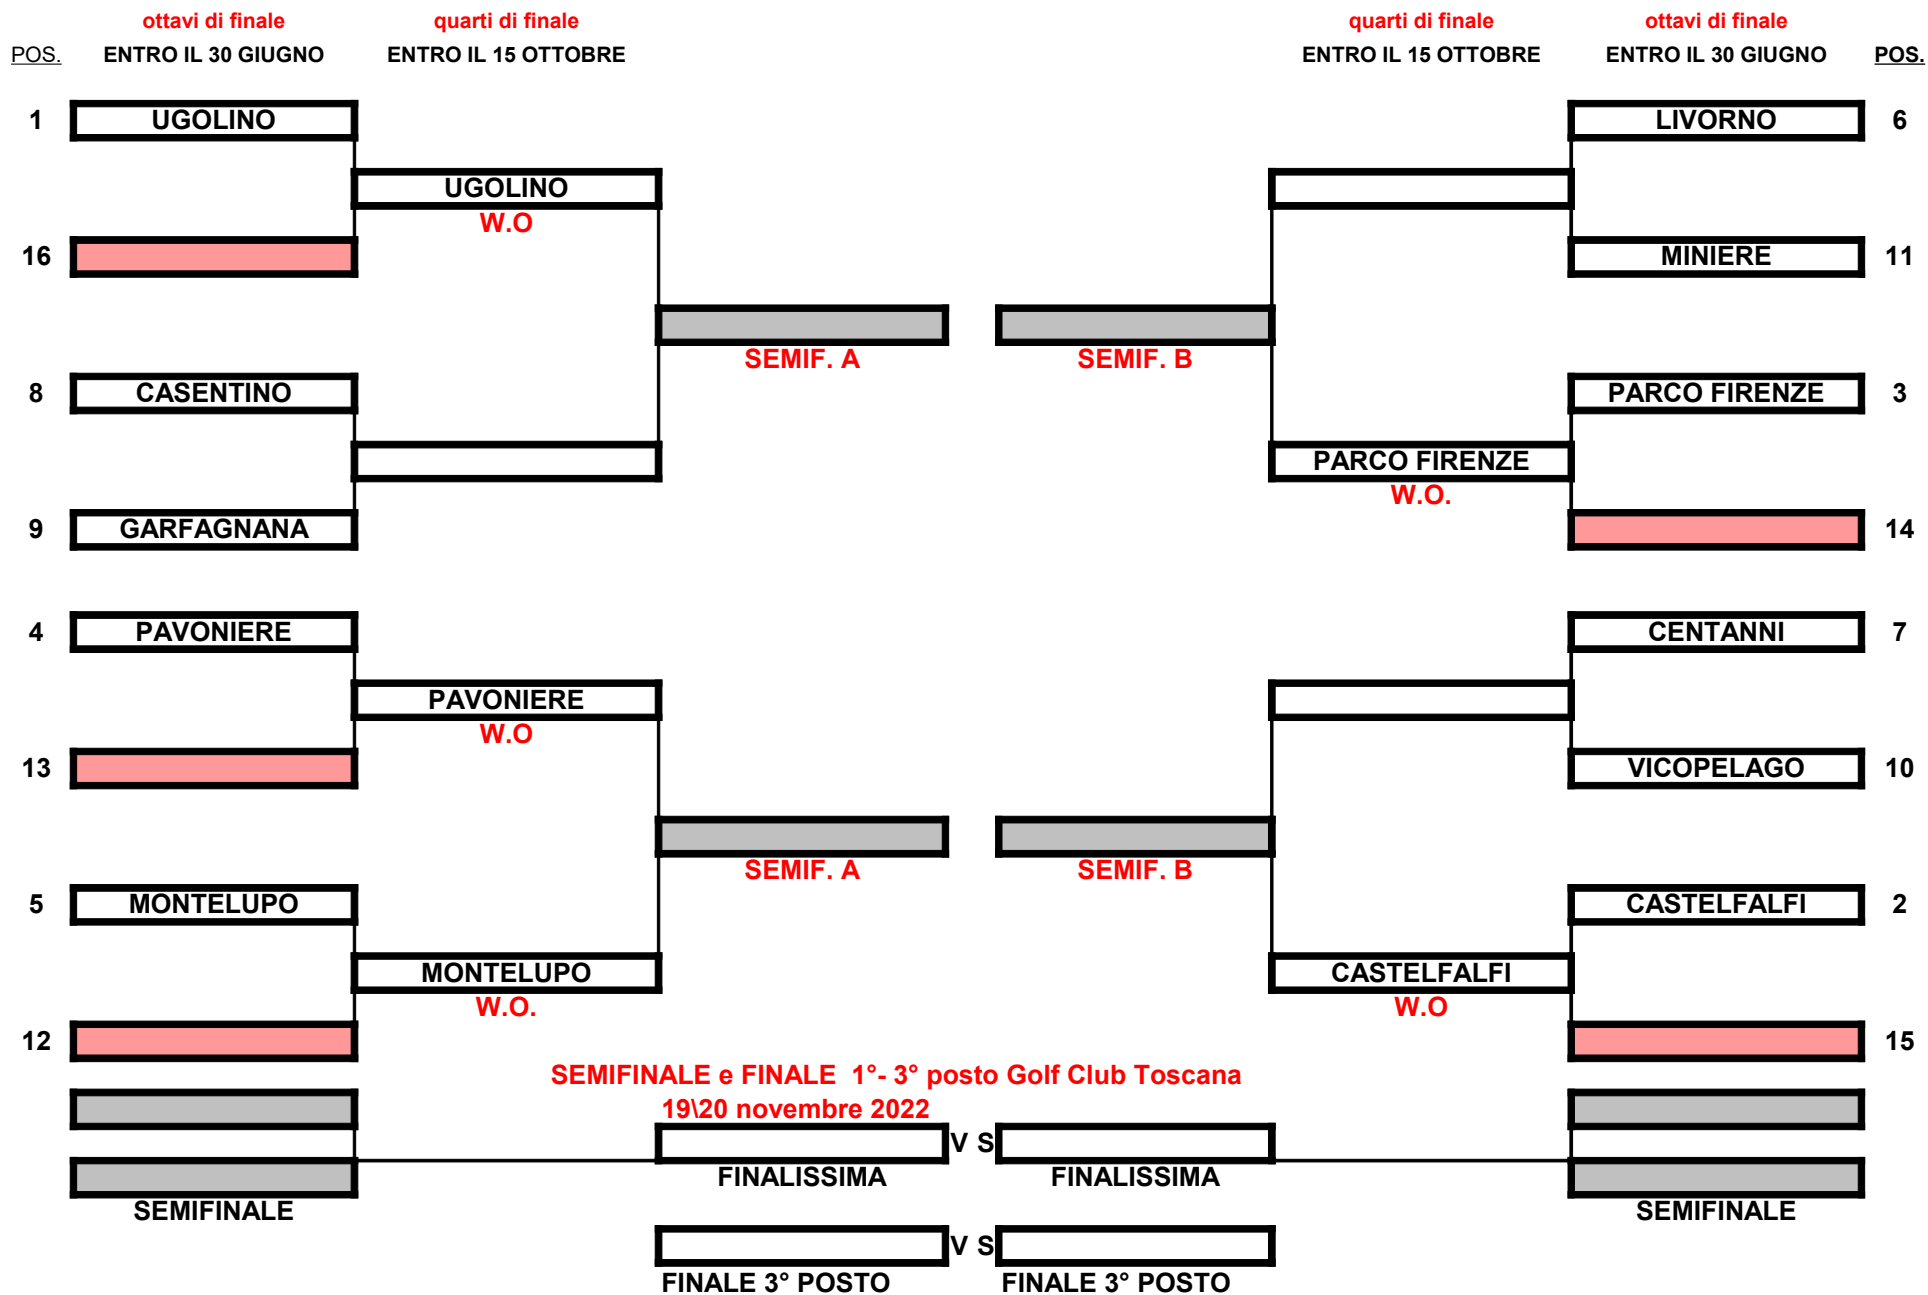 ottavi di finale quarti di finale quarti di finale ottavi di finale
POS. ENTRO IL 30 GIUGNO ENTRO IL 15 OTTOBRE ENTRO IL 15 OTTOBRE ENTRO IL 30 GIUGNO POS.
1 UGOLINO LIVORNO 6
UGOLINO
W.O
16 MINIERE 11
SEMIF. A SEMIF. B
8 CASENTINO PARCO FIRENZE 3
PARCO FIRENZE
W.O.
9 GARFAGNANA 14
4 PAVONIERE CENTANNI 7
PAVONIERE
W.O
13 VICOPELAGO 10
SEMIF. A SEMIF. B
5 MONTELUPO CASTELFALFI 2
MONTELUPO CASTELFALFI
W.O. W.O
12 15
SEMIFINALE e FINALE 1°- 3° posto Golf Club Toscana
19\20 novembre 2022
V S
FINALISSIMA FINALISSIMA
SEMIFINALE SEMIFINALE
V S
FINALE 3° POSTO FINALE 3° POSTO